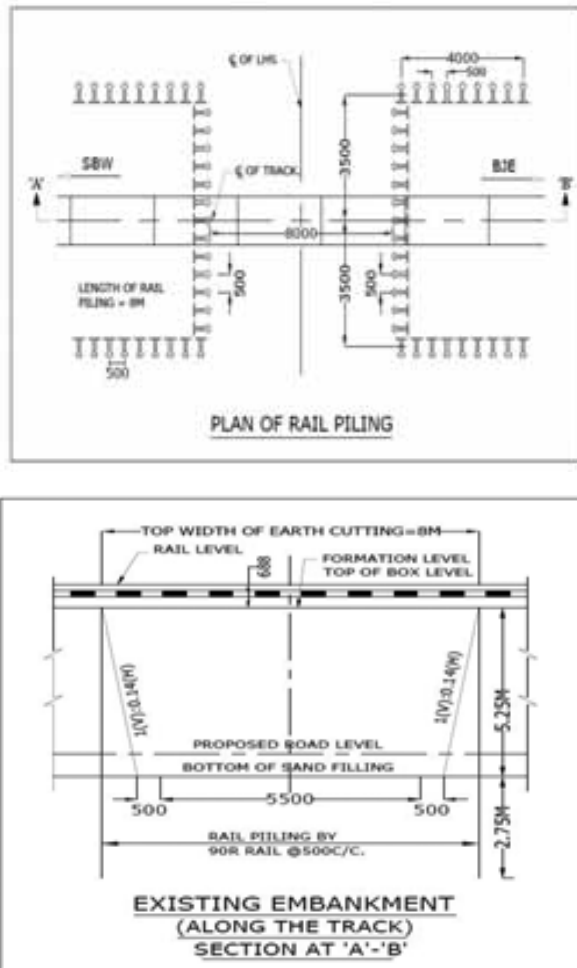 4000
500
℄ OF LHS
3500
SBW
BJE
'A'
'B'
℄ OF TRACK
8000
LENGTH OF RAIL
PILING = 8M
500
500
3500
500
PLAN OF RAIL PILING
TOP WIDTH OF EARTH CUTTING=8M
RAIL LEVEL
688
FORMATION LEVEL
TOP OF BOX LEVEL
1(V):0.14(H)
1(V):0.14(H)
5.25M
PROPOSED ROAD LEVEL
BOTTOM OF SAND FILLING
500
5500
500
RAIL PIILING BY
90R RAIL @500C/C.
2.75M
EXISTING EMBANKMENT
(ALONG THE TRACK)
SECTION AT 'A'-'B'